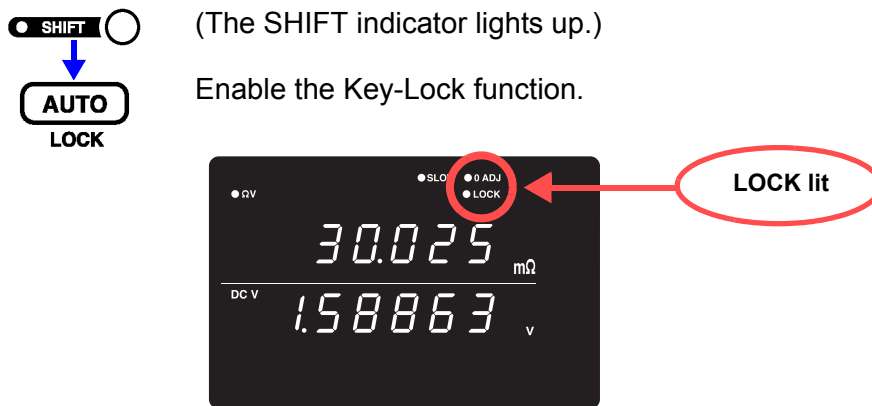 SHIFT
(The SHIFT indicator lights up.)
AUTO
Enable the Key-Lock function.
LOCK
0 ADJ
ΩV
LOCK
LOCK lit
30.025
mΩ
DC V
1.58863
V